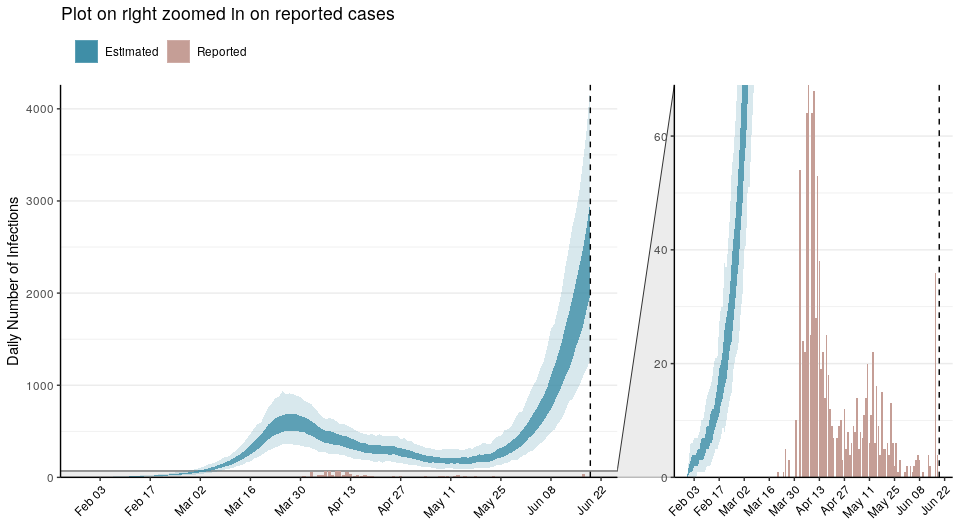 Plot on right zoomed in on reported cases
Estimated Reported
Daily Number of Infections
4000
3000
2000
1000
0
Feb 03 Feb 17 Mar 02 Mar 16 Mar 30 Apr 13 Apr 27 May 11 May 25 Jun 08 Jun 22
60
40
20
0
Feb 03 Feb 17 Mar 02 Mar 16 Mar 30 Apr 13 Apr 27 May 11 May 25 Jun 08 Jun 22